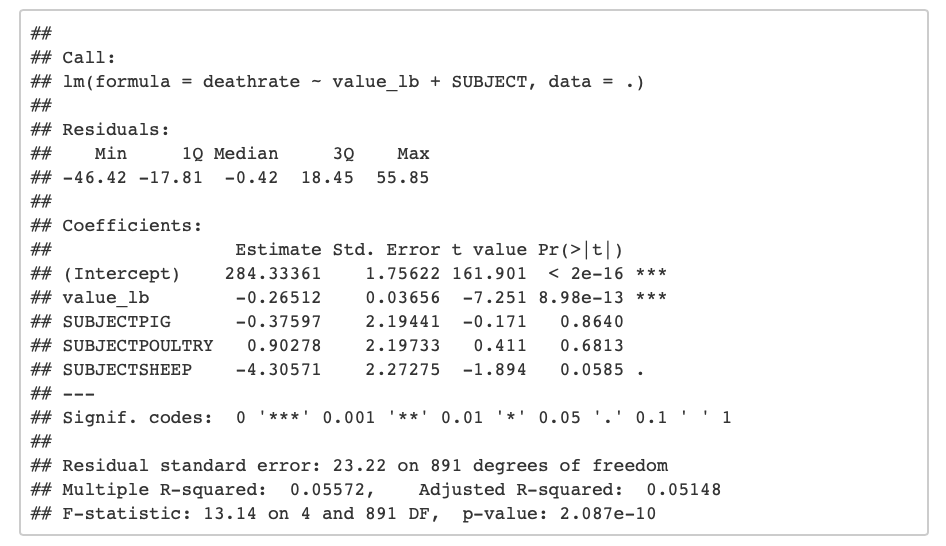 ##
## Call:
## lm(formula = deathrate ~ value_lb + SUBJECT, data = .)
##
## Residuals:
##    Min     1Q Median     3Q    Max
## -46.42 -17.81  -0.42  18.45  55.85
##
## Coefficients:
##                 Estimate Std. Error t value Pr(>|t|)
## (Intercept)    284.33361    1.75622 161.901  < 2e-16 ***
## value_lb        -0.26512    0.03656  -7.251 8.98e-13 ***
## SUBJECTPIG      -0.37597    2.19441  -0.171   0.8640
## SUBJECTPOULTRY   0.90278    2.19733   0.411   0.6813
## SUBJECTSHEEP    -4.30571    2.27275  -1.894   0.0585 .
## ---
## Signif. codes:  0 '***' 0.001 '**' 0.01 '*' 0.05 '.' 0.1 ' ' 1
##
## Residual standard error: 23.22 on 891 degrees of freedom
## Multiple R-squared:  0.05572,    Adjusted R-squared:  0.05148
## F-statistic: 13.14 on 4 and 891 DF,  p-value: 2.087e-10